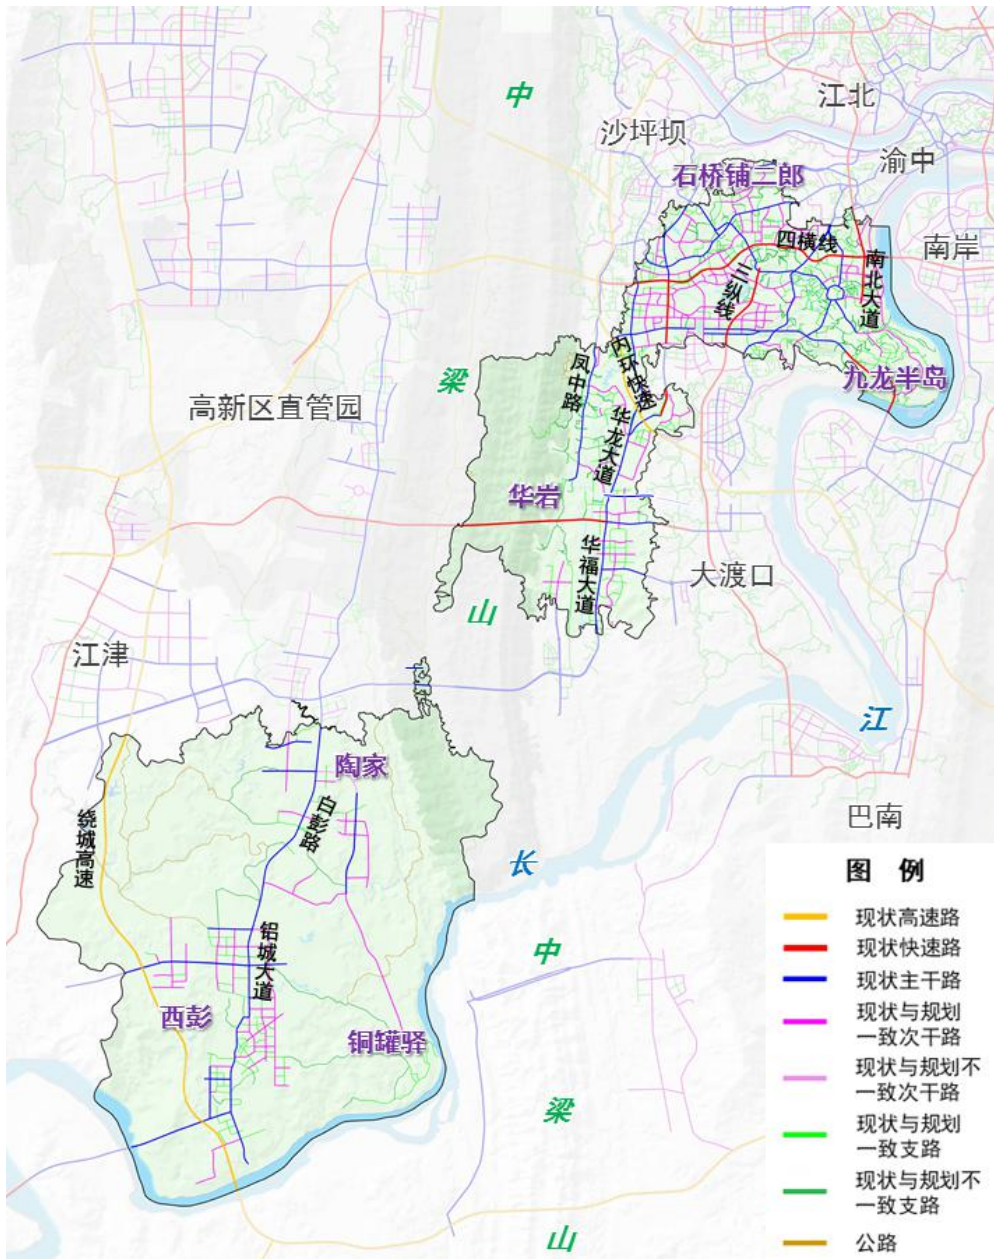 中
江北
沙坪坝
渝中
石桥铺二郎
四横线
南岸
三纵线
南北大道
内环快速
凤中路
梁
九龙半岛
高新区直管园
华龙大道
华岩
华福大道
大渡口
山
江津
江
陶家
白彭路
绕城高速
巴南
长
铝城大道
中
西彭
铜罐驿
梁
山
图 例
现状高速路
现状快速路
现状主干路
现状与规划
一致次干路
现状与规划不
一致次干路
现状与规划
一致支路
现状与规划不
一致支路
公路